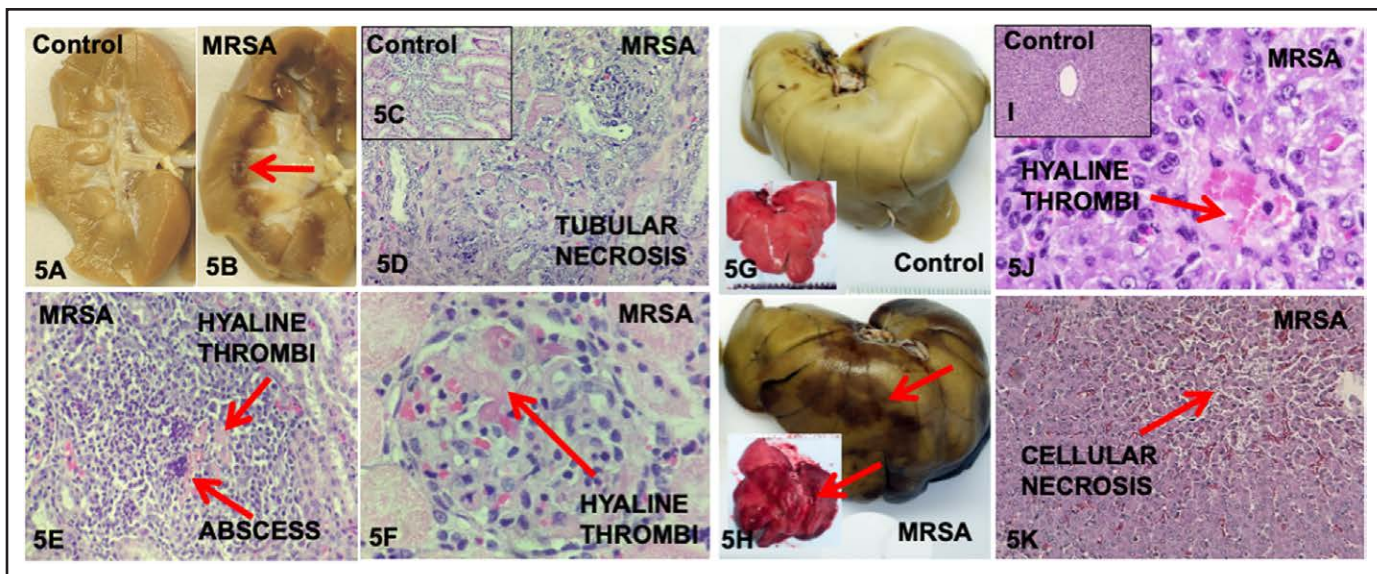 Control
5A
MRSA
5B
Control
5C
MRSA
TUBULAR
NECROSIS
5D
MRSA
HYALINE
THROMBI
ABSCESS
5E
MRSA
HYALINE
THROMBI
5F
5G
Control
5H
MRSA
Control
I
MRSA
HYALINE
THROMBI
5J
MRSA
CELLULAR
NECROSIS
5K